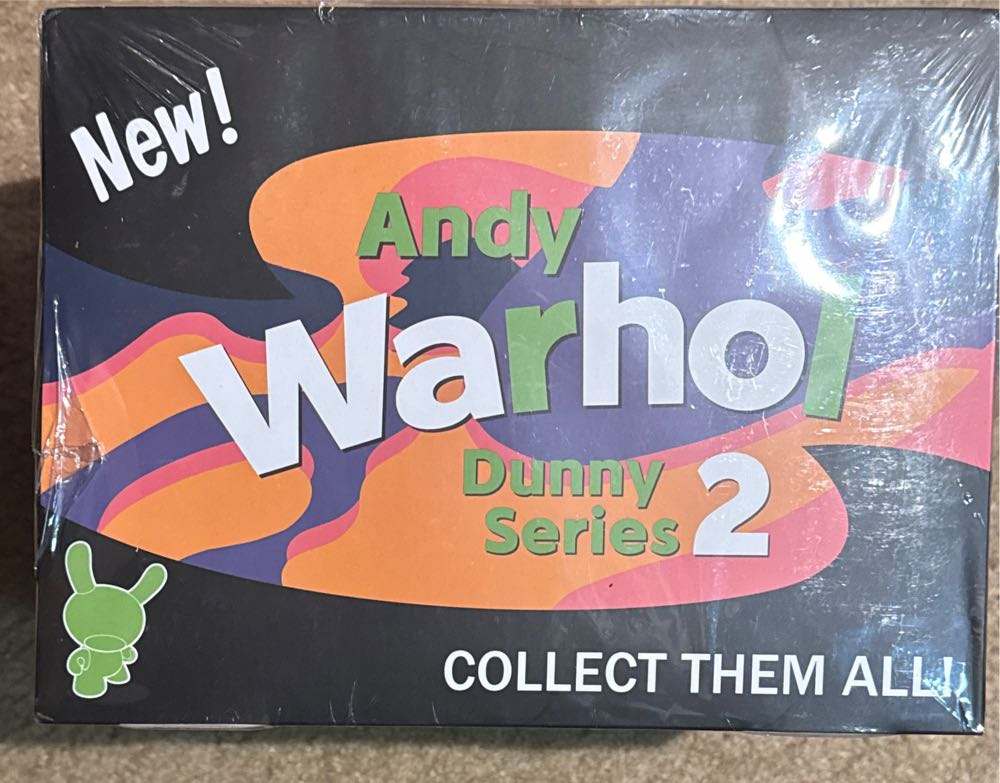 New!
Andy
Warhol
Dunny
Series 2
COLLECT THEM ALL!